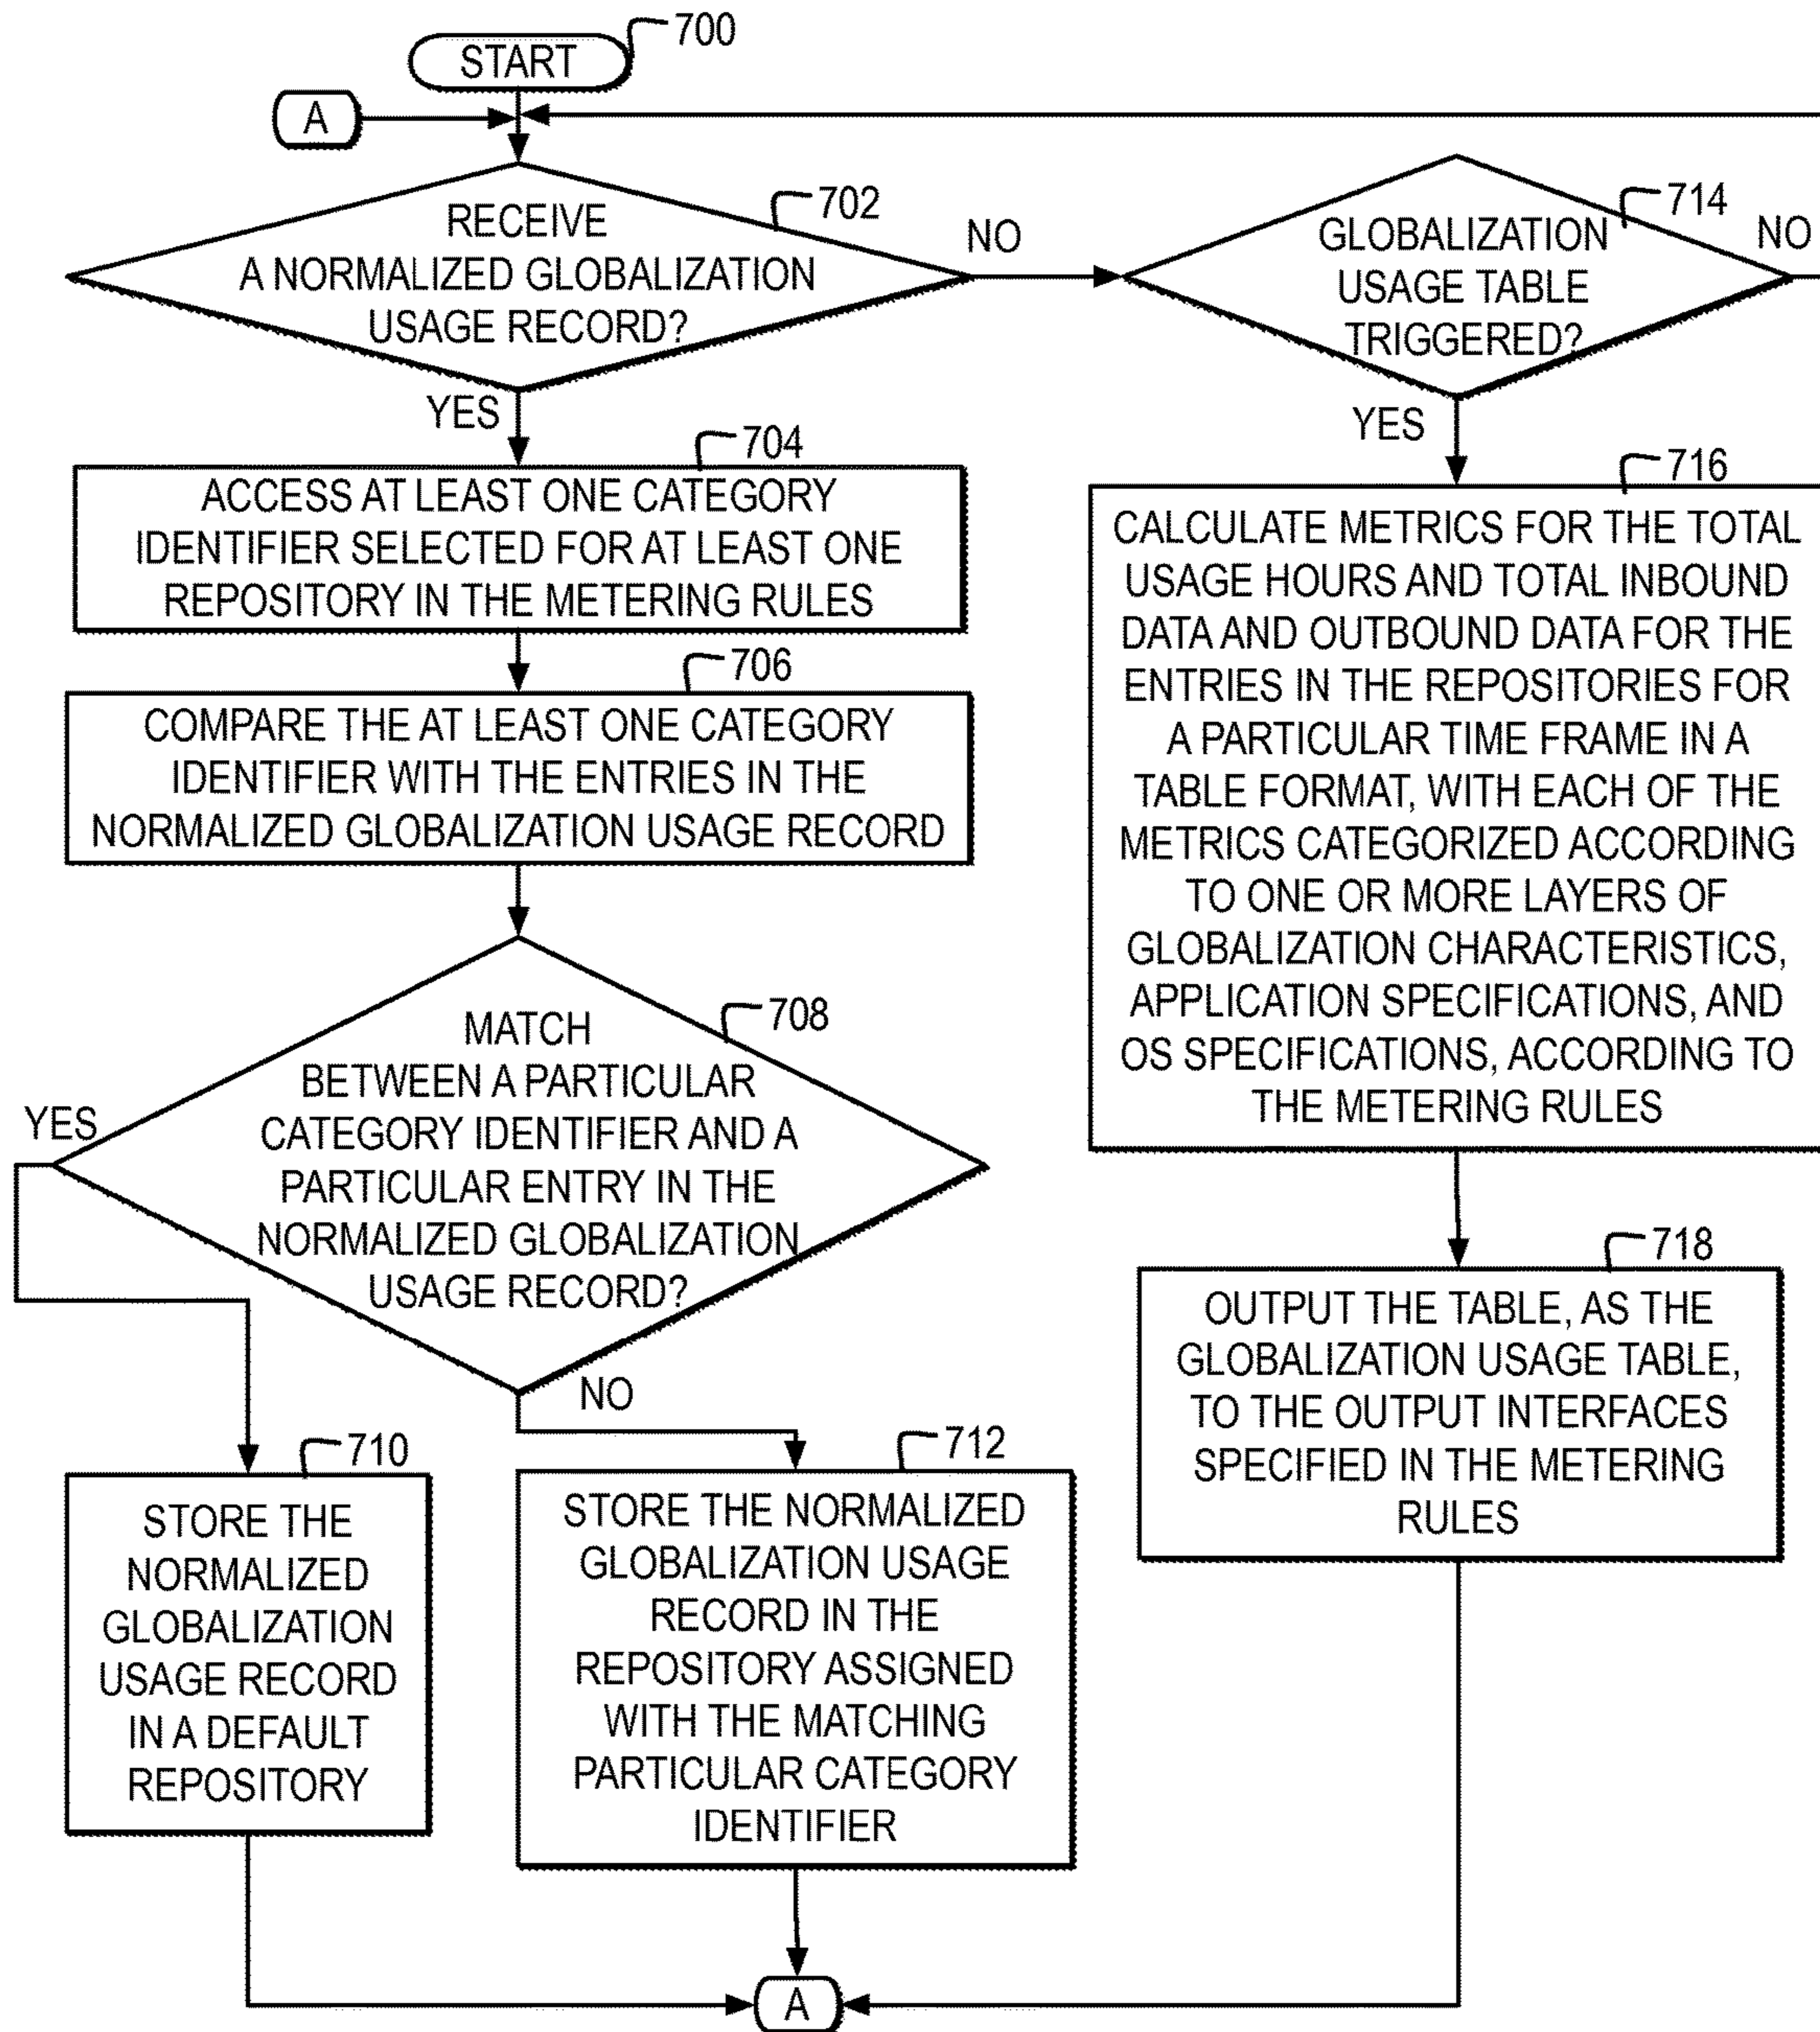 START
700
A
RECEIVE
A NORMALIZED GLOBALIZATION
USAGE RECORD?
702
NO
YES
704
ACCESS AT LEAST ONE CATEGORY
IDENTIFIER SELECTED FOR AT LEAST ONE
REPOSITORY IN THE METERING RULES
706
COMPARE THE AT LEAST ONE CATEGORY
IDENTIFIER WITH THE ENTRIES IN THE
NORMALIZED GLOBALIZATION USAGE RECORD
708
MATCH
BETWEEN A PARTICULAR
CATEGORY IDENTIFIER AND A
PARTICULAR ENTRY IN THE
NORMALIZED GLOBALIZATION
USAGE RECORD?
YES
NO
710
STORE THE
NORMALIZED
GLOBALIZATION
USAGE RECORD
IN A DEFAULT
REPOSITORY
712
STORE THE NORMALIZED
GLOBALIZATION USAGE
RECORD IN THE
REPOSITORY ASSIGNED
WITH THE MATCHING
PARTICULAR CATEGORY
IDENTIFIER
714
GLOBALIZATION
USAGE TABLE
TRIGGERED?
NO
YES
716
CALCULATE METRICS FOR THE TOTAL
USAGE HOURS AND TOTAL INBOUND
DATA AND OUTBOUND DATA FOR THE
ENTRIES IN THE REPOSITORIES FOR
A PARTICULAR TIME FRAME IN A
TABLE FORMAT, WITH EACH OF THE
METRICS CATEGORIZED ACCORDING
TO ONE OR MORE LAYERS OF
GLOBALIZATION CHARACTERISTICS,
APPLICATION SPECIFICATIONS, AND
OS SPECIFICATIONS, ACCORDING TO
THE METERING RULES
718
OUTPUT THE TABLE, AS THE
GLOBALIZATION USAGE TABLE,
TO THE OUTPUT INTERFACES
SPECIFIED IN THE METERING
RULES
A